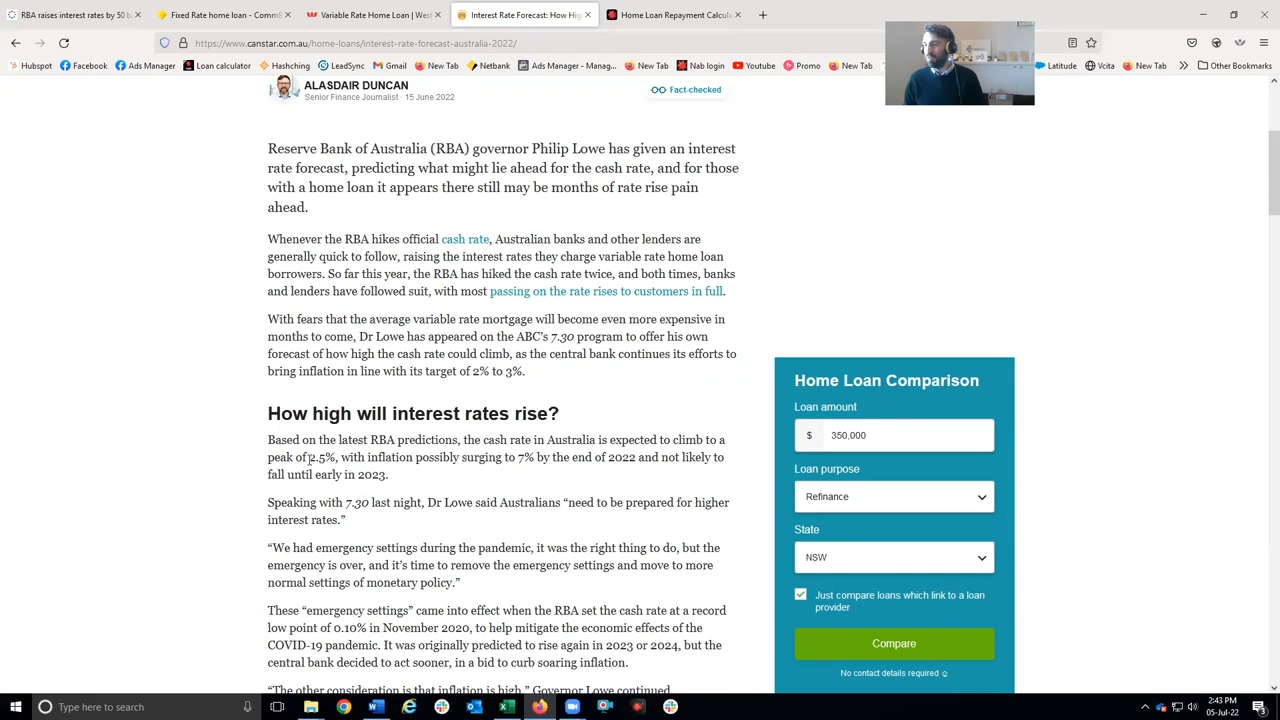 RBA raises interest rates by 50 b
Fixed Rate home loan interest rat
Variable Rate Home Loan | West
Interest Rate Forecast: How Hig
Home Loan Repayment Calcula
https://www.canstar.com.au/home-loans/interest-rate-forecast-australia-2022/
Hubspot
Facebook
Ads Manager
Loan calculator
Hashching
LeadSync
Gmail
New Tab
Netbank
Ads Manager - Manag...
New Tab
Nab login
Youtube
Promo
New Tab
Latitude
Vcita
New Tab
Other Bookmarks
ALASDAIR DUNCAN
Senior Finance Journalist · 15 June 2022
Fact-checked
Reserve Bank of Australia (RBA) governor Philip Lowe has given an interest
rate forecast, predicting what might lie ahead for the cash rate, and for those
with a home loan it appears there still may be months of rate rise pain
ahead.
Whenever the RBA hikes official cash rate, Australian banks and other lenders are
generally quick to follow, raising the interest rates they charge variable rate home loan
borrowers. So far this year, the RBA has hiked the cash rate twice, and both times, banks
and lenders have followed suit, with most passing on the rate rises to customers in full.
With fears that the average variable rate mortgage will become even more expensive in
months to come, Dr Lowe has appeared on the ABC's 7.30 program to offer his own
forecast of how high the cash rate could climb, as the central bank continues its efforts to
bring inflation in line with its target of 2% to 3%.
How high will interest rates rise?
Based on the latest RBA predictions, the cash rate in Australia is expected to climb to a
peak of 2.5%, with inflation possibly surging to 7% by the end of 2022 and not likely to
fall until early in 2023.
Speaking with 7.30 last night, Dr Lowe said Australians “need to be prepared for higher
interest rates.”
“We had emergency settings during the pandemic, it was the right thing to do, but the
emergency is over, and it's time to remove the emergency settings and move to more
normal settings of monetary policy.”
These “emergency settings” came into effect when the RBA set the cash rate at a record
low point of 0.10% in November 2020, to help mitigate the economic effects of the
COVID-19 pandemic. It was originally predicted to rise again in 2023 or 2024, but the
central bank decided to act sooner, in a bid to curb soaring inflation.
“The other consideration is that inflation is high,” Governor Lowe continued.
Home Loan Comparison
Loan amount
$ 350,000
Loan purpose
Refinance
State
NSW
Just compare loans which link to a loan
provider
Compare
No contact details required ☺
Type here to search
2:43 PM
05-Jul-22